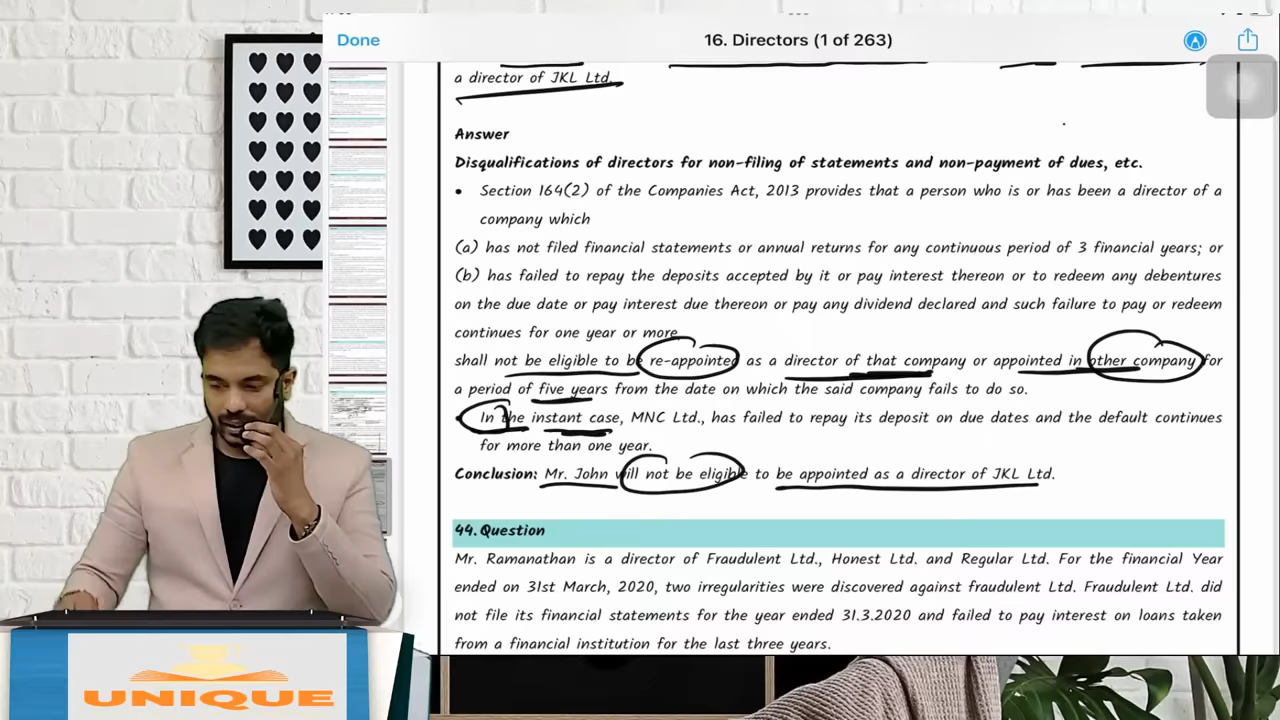 Done
16. Directors (1 of 263)
a director of JKL Ltd.
Answer
Disqualifications of directors for non-filing of statements and non-payment of dues, etc.
• Section 164(2) of the Companies Act, 2013 provides that a person who is or has been a director of a
company which
(a) has not filed financial statements or annual returns for any continuous period of 3 financial years; or
(b) has failed to repay the deposits accepted by it or pay interest thereon or to redeem any debentures
on the due date or pay interest due thereon or pay any dividend declared and such failure to pay or redeem
continues for one year or more
shall not be eligible to be re-appointed as a director of that company or appointed in other company for
a period of five years from the date on which the said company fails to do so.
• In the instant case, MNC Ltd., has failed to repay its deposit on due dates and the default continues
for more than one year.
Conclusion: Mr. John will not be eligible to be appointed as a director of JKL Ltd.
44. Question
Mr. Ramanathan is a director of Fraudulent Ltd., Honest Ltd. and Regular Ltd. For the financial Year
ended on 31st March, 2020, two irregularities were discovered against fraudulent Ltd. Fraudulent Ltd. did
not file its financial statements for the year ended 31.3.2020 and failed to pay interest on loans taken
from a financial institution for the last three years.
UNIQUE